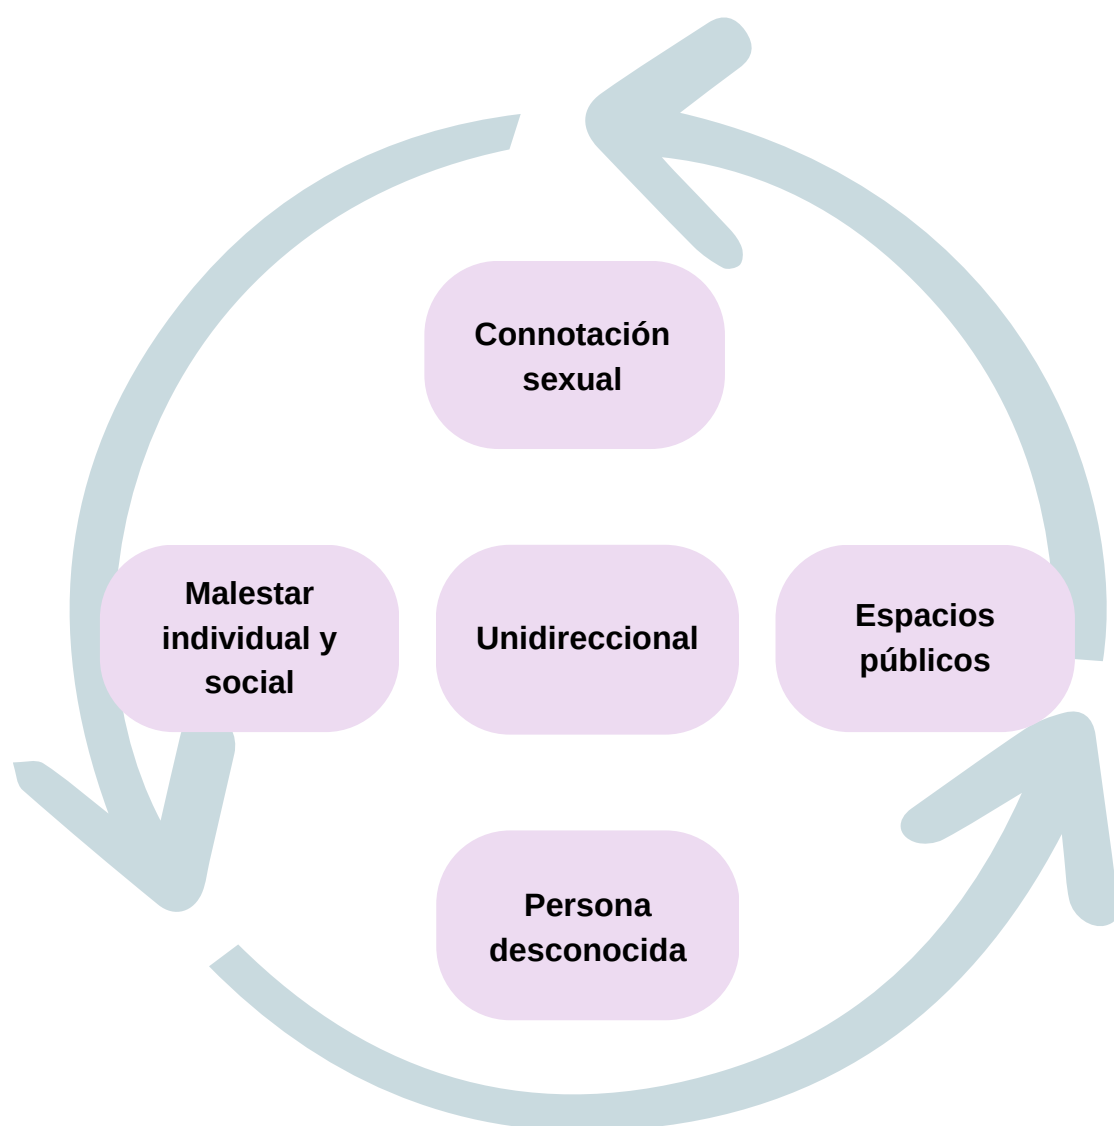 Connotación
sexual
Malestar
individual y
social
Unidireccional
Espacios
públicos
Persona
desconocida